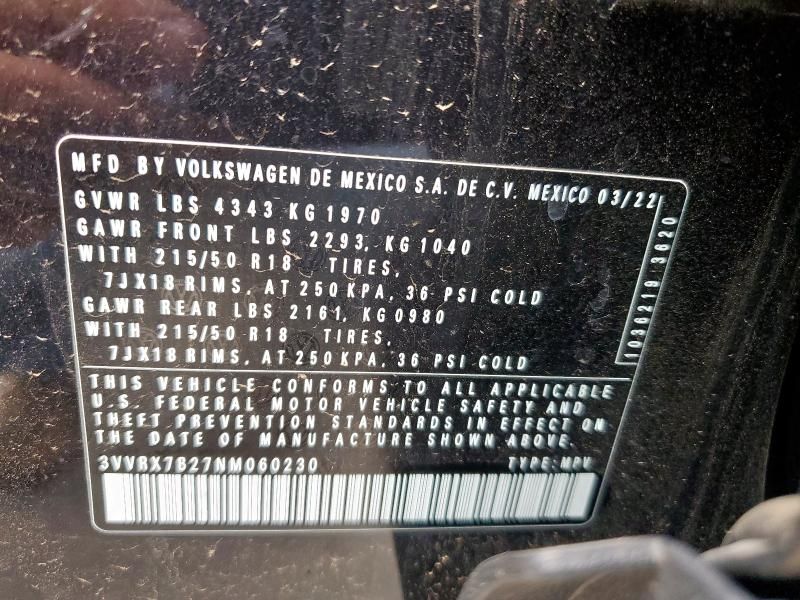 MFD BY VOLKSWAGEN DE MEXICO S.A. DE C.V. MEXICO 03/22
GVWR LBS 4343 KG 1970
GAWR FRONT LBS 2293, KG 1040
WITH 215/50 R18 TIRES,
7JX18 RIMS, AT 250 KPA, 36 PSI COLD
GAWR REAR LBS 2161, KG 0980
WITH 215/50 R18 TIRES,
7JX18 RIMS, AT 250 KPA, 36 PSI COLD
1036219 3620
THIS VEHICLE CONFORMS TO ALL APPLICABLE
U.S. FEDERAL MOTOR VEHICLE SAFETY AND
THEFT PREVENTION STANDARDS IN EFFECT ON
THE DATE OF MANUFACTURE SHOWN ABOVE
3VVRX7B27NM060230 TYPE: MPV